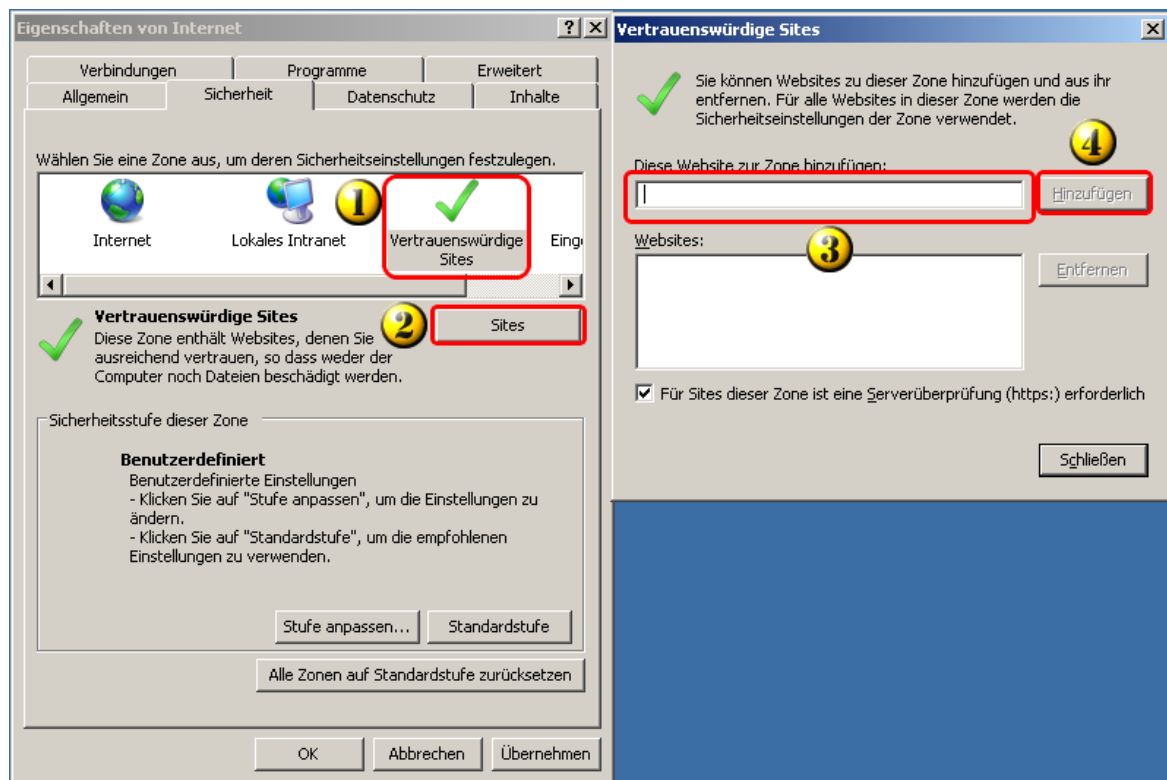 Eigenschaften von Internet
Verbindungen Programme Erweitert
Allgemein Sicherheit Datenschutz Inhalte
Wählen Sie eine Zone aus, um deren Sicherheitseinstellungen festzulegen.
1
Internet Lokales Intranet Vertrauenswürdige Eing
Sites
Vertrauenswürdige Sites
2
Sites
Diese Zone enthält Websites, denen Sie
ausreichend vertrauen, so dass weder der
Computer noch Dateien beschädigt werden.
Sicherheitsstufe dieser Zone
Benutzerdefiniert
Benutzerdefinierte Einstellungen
- Klicken Sie auf "Stufe anpassen", um die Einstellungen zu
ändern.
- Klicken Sie auf "Standardstufe", um die empfohlenen
Einstellungen zu verwenden.
Stufe anpassen... Standardstufe
Alle Zonen auf Standardstufe zurücksetzen
OK Abbrechen Übernehmen
Vertrauenswürdige Sites
Sie können Websites zu dieser Zone hinzufügen und aus ihr
entfernen. Für alle Websites in dieser Zone werden die
Sicherheitseinstellungen der Zone verwendet.
4
Diese Website zur Zone hinzufügen:
Hinzufügen
Websites:
3
Entfernen
Für Sites dieser Zone ist eine Serverüberprüfung (https:) erforderlich
Schließen